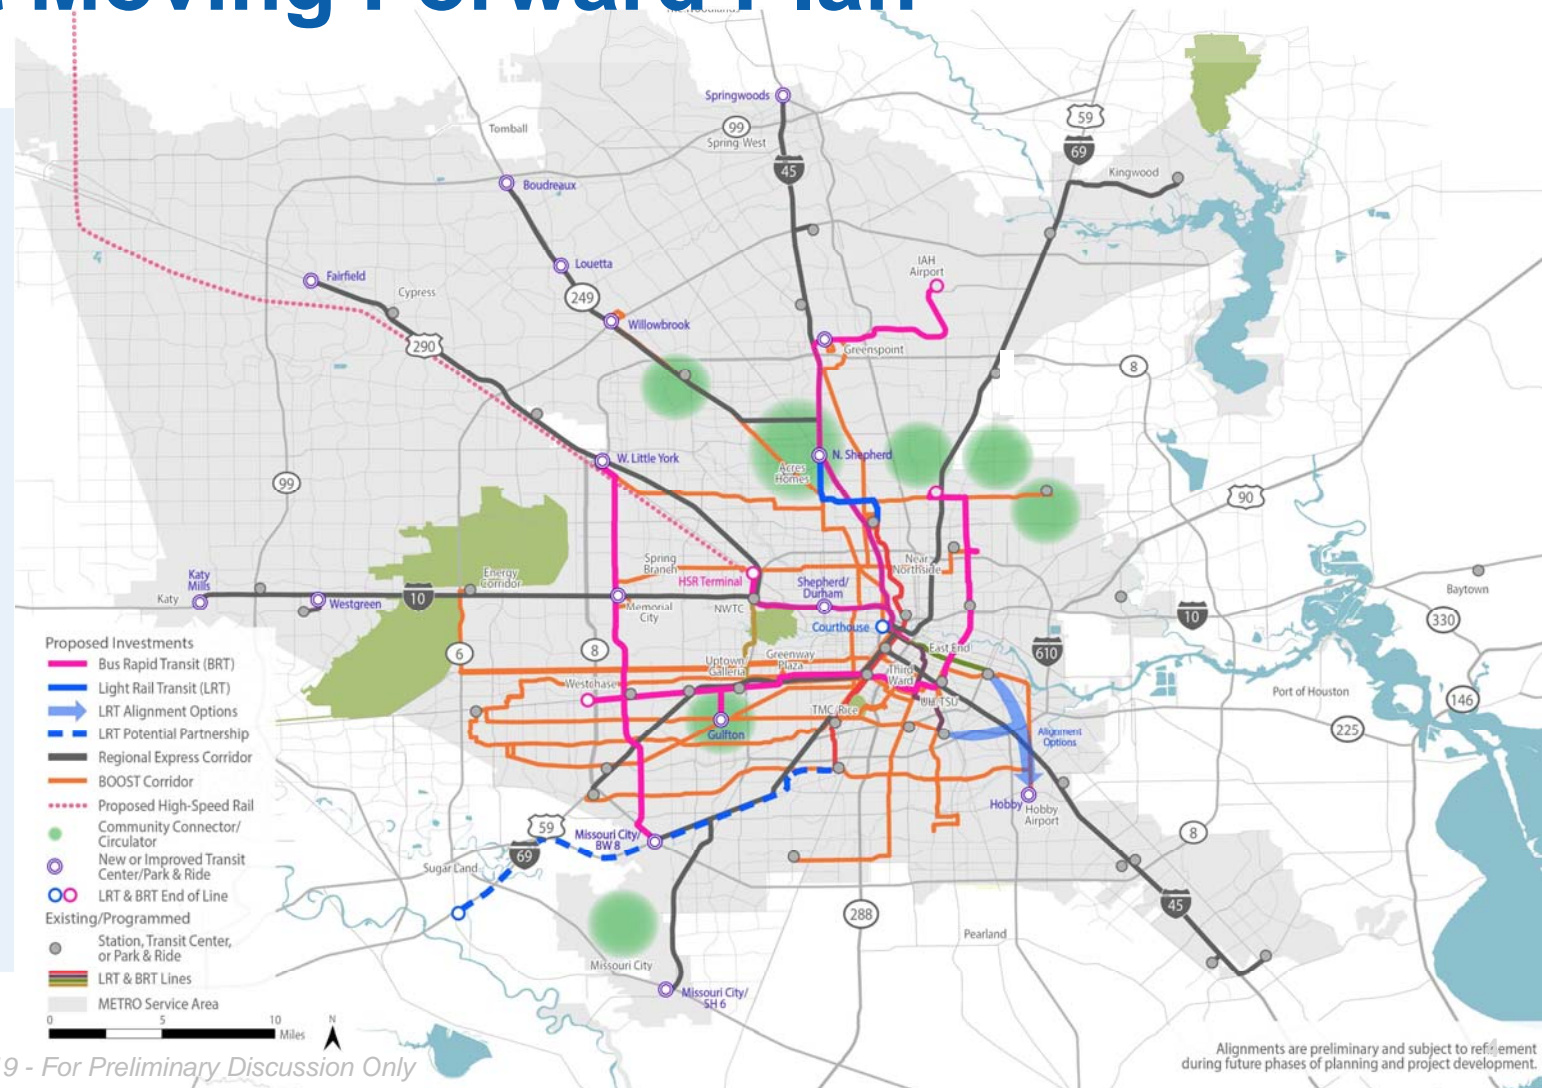 Moving Forward Plan
Springwoods
99
Spring West
59
69
Tomball
45
Kingwood
Boudreaux
IAH
Airport
Louetta
Fairfield
Cypress
249
Willowbrook
290
Greenspoint
8
W. Little York
N. Shepherd
Acres
Homes
99
90
Spring
Branch
Near
Northside
Energy
Corridor
HSR Terminal
Shepherd/
Durham
Katy
Mills
Katy
Westgreen
10
Memorial
City
NWTC
Baytown
10
330
Courthouse
6
8
Uptown
Galleria
Greenway
Plaza
East End
610
Third
Ward
Westchase
UH TSU
Port of Houston
146
TMC Rice
225
Gulfton
Alignment
Options
Hobby
Hobby
Airport
59
69
Missouri City/
BW 8
8
Sugar Land
45
288
Pearland
Missouri City
Missouri City/
SH 6
Proposed Investments
Bus Rapid Transit (BRT)
Light Rail Transit (LRT)
LRT Alignment Options
LRT Potential Partnership
Regional Express Corridor
BOOST Corridor
Proposed High-Speed Rail
Community Connector/
Circulator
New or Improved Transit
Center/Park & Ride
LRT & BRT End of Line
Existing/Programmed
Station, Transit Center,
or Park & Ride
LRT & BRT Lines
METRO Service Area
0 5 10
Miles
N
9 - For Preliminary Discussion Only
Alignments are preliminary and subject to refinement
during future phases of planning and project development.